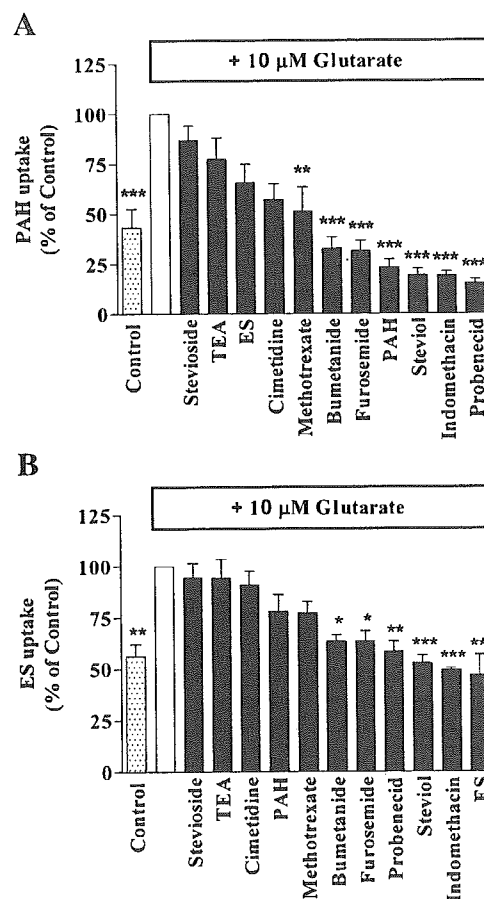 A
+ 10 µM Glutarate
PAH uptake
(% of Control)
125
100
75
50
25
0
***
**
***
***
***
***
***
***
Control
Stevioside
TEA
ES
Cimetidine
Methotrexate
Bumetanide
Furosemide
PAH
Steviol
Indomethacin
Probenecid
B
+ 10 µM Glutarate
ES uptake
(% of Control)
125
100
75
50
25
0
**
*
*
**
***
***
**
Control
Stevioside
TEA
Cimetidine
PAH
Methotrexate
Bumetanide
Furosemide
Probenecid
Steviol
Indomethacin
ES